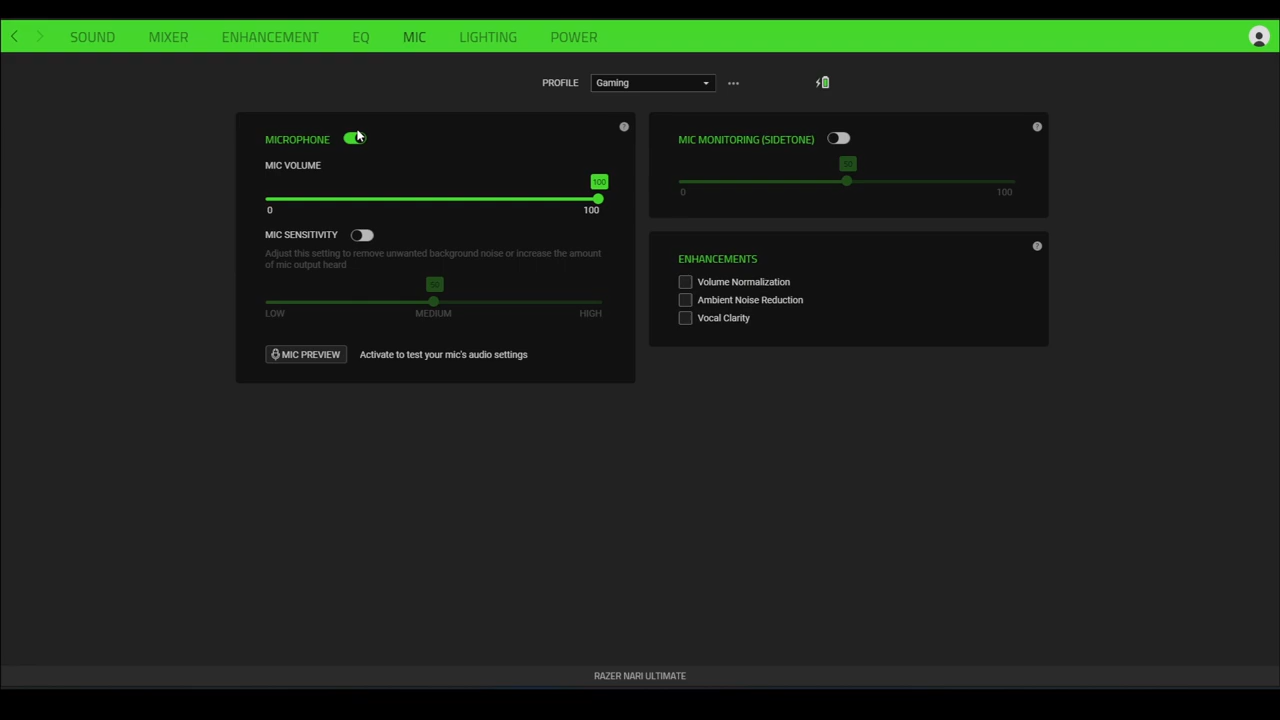 SOUND MIXER ENHANCEMENT EQ MIC LIGHTING POWER
PROFILE Gaming
MICROPHONE
MIC VOLUME
100
0 100
MIC SENSITIVITY
Adjust this setting to remove unwanted background noise or increase the amount
of mic output heard
50
LOW MEDIUM HIGH
MIC PREVIEW Activate to test your mic's audio settings
MIC MONITORING (SIDETONE)
50
0 100
ENHANCEMENTS
Volume Normalization
Ambient Noise Reduction
Vocal Clarity
RAZER NARI ULTIMATE